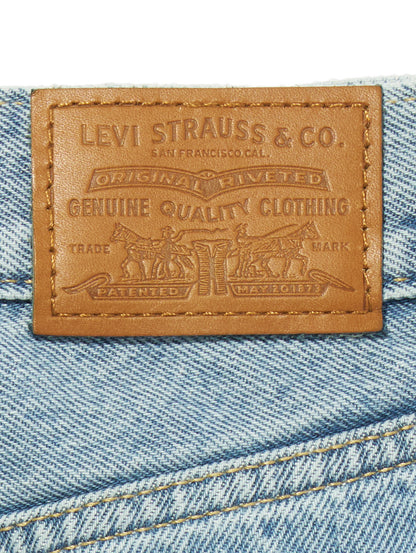 LEVI STRAUSS & CO.
SAN FRANCISCO, CAL.
ORIGINAL RIVETED
GENUINE QUALITY CLOTHING
TRADE MARK
PATENTED MAY 20 1873